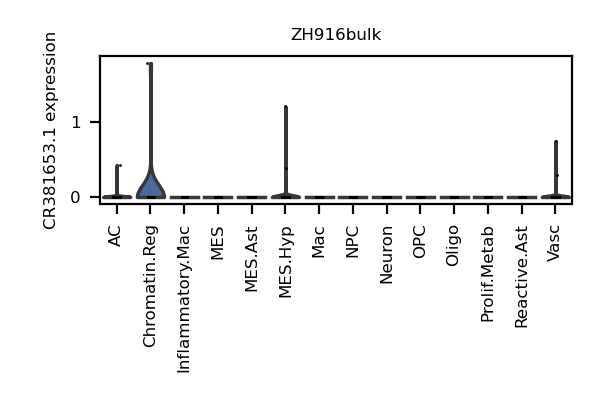 ZH916bulk
CR381653.1 expression
1
0
AC
Chromatin.Reg
Inflammatory.Mac
MES
MES.Ast
MES.Hyp
Mac
NPC
Neuron
OPC
Oligo
Prolif.Metab
Reactive.Ast
Vasc